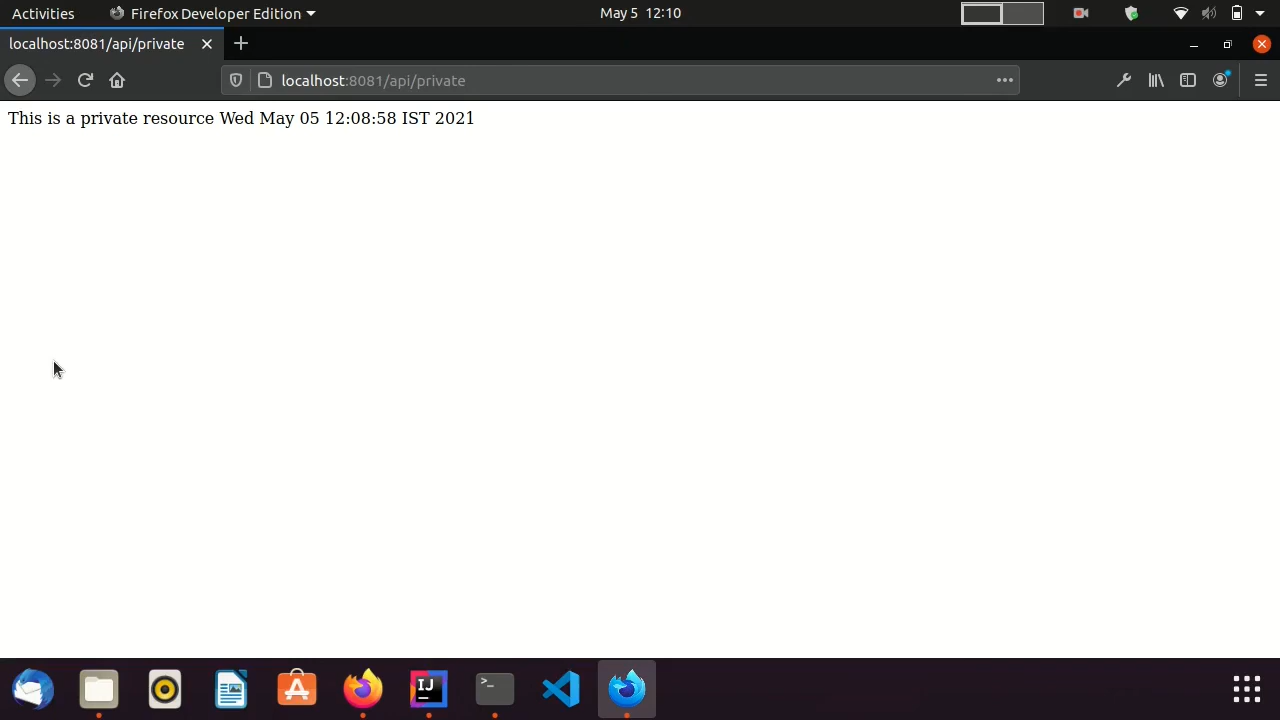 Activities
Firefox Developer Edition
May 5 12:10
localhost:8081/api/private
localhost:8081/api/private
This is a private resource Wed May 05 12:08:58 IST 2021
IJ
>_